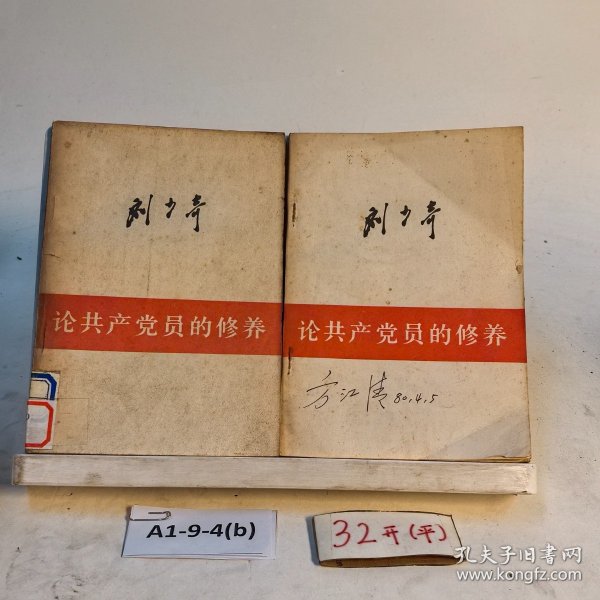 刘少奇
论共产党员的修养
刘少奇
论共产党员的修养
方江清 80.4.5
A1-9-4(b)
32开(平)
孔夫子旧书网
www.kongfz.com